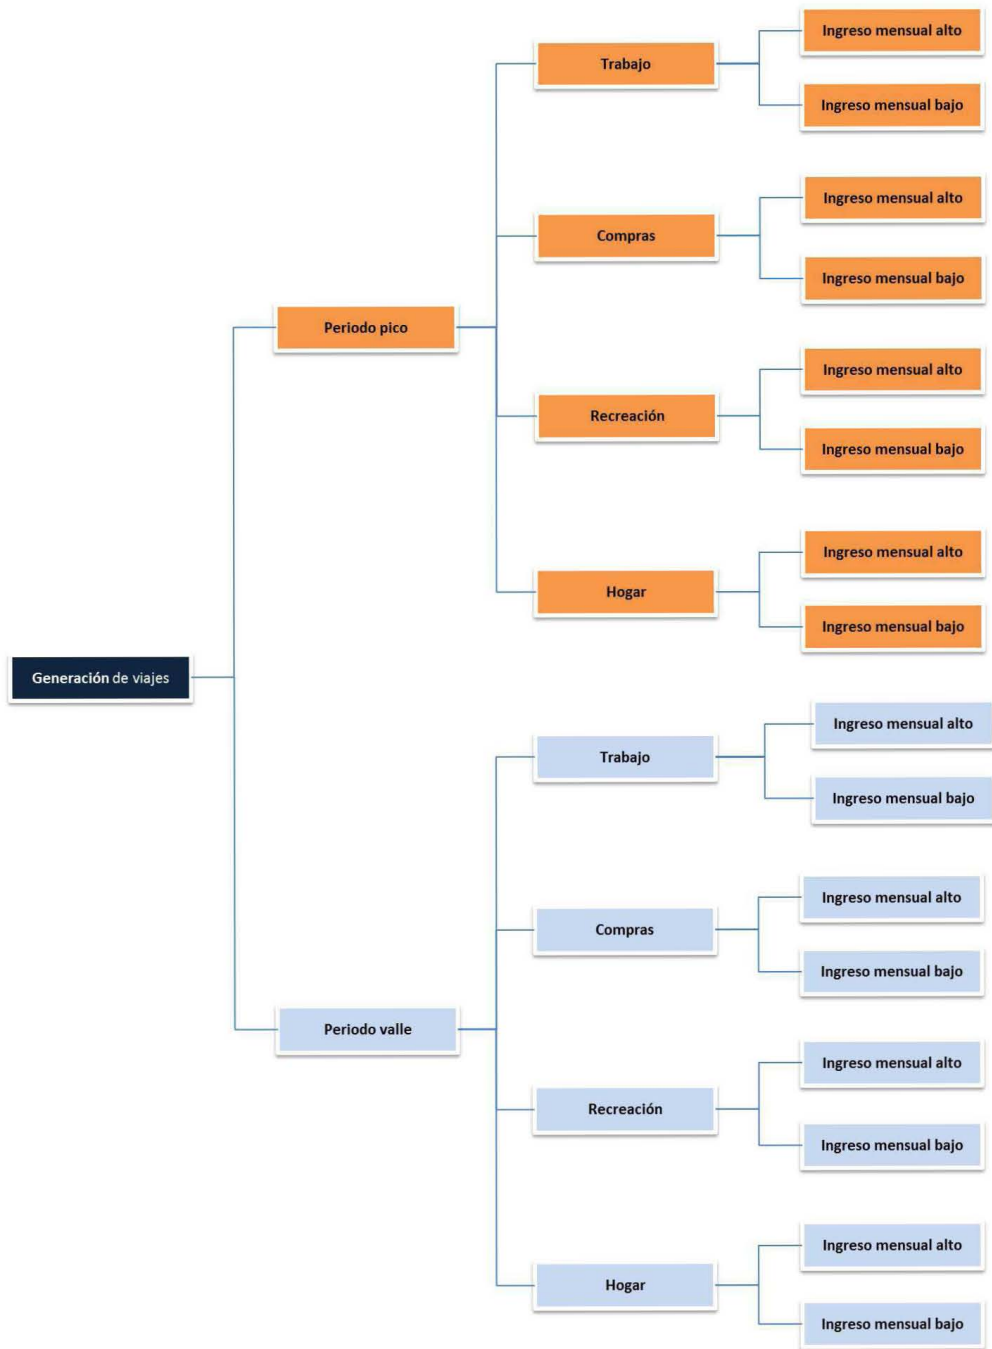 Ingreso mensual alto
Trabajo
Ingreso mensual bajo
Ingreso mensual alto
Compras
Ingreso mensual bajo
Periodo pico
Ingreso mensual alto
Recreación
Ingreso mensual bajo
Ingreso mensual alto
Hogar
Ingreso mensual bajo
Generación de viajes
Ingreso mensual alto
Trabajo
Ingreso mensual bajo
Ingreso mensual alto
Compras
Ingreso mensual bajo
Periodo valle
Ingreso mensual alto
Recreación
Ingreso mensual bajo
Ingreso mensual alto
Hogar
Ingreso mensual bajo